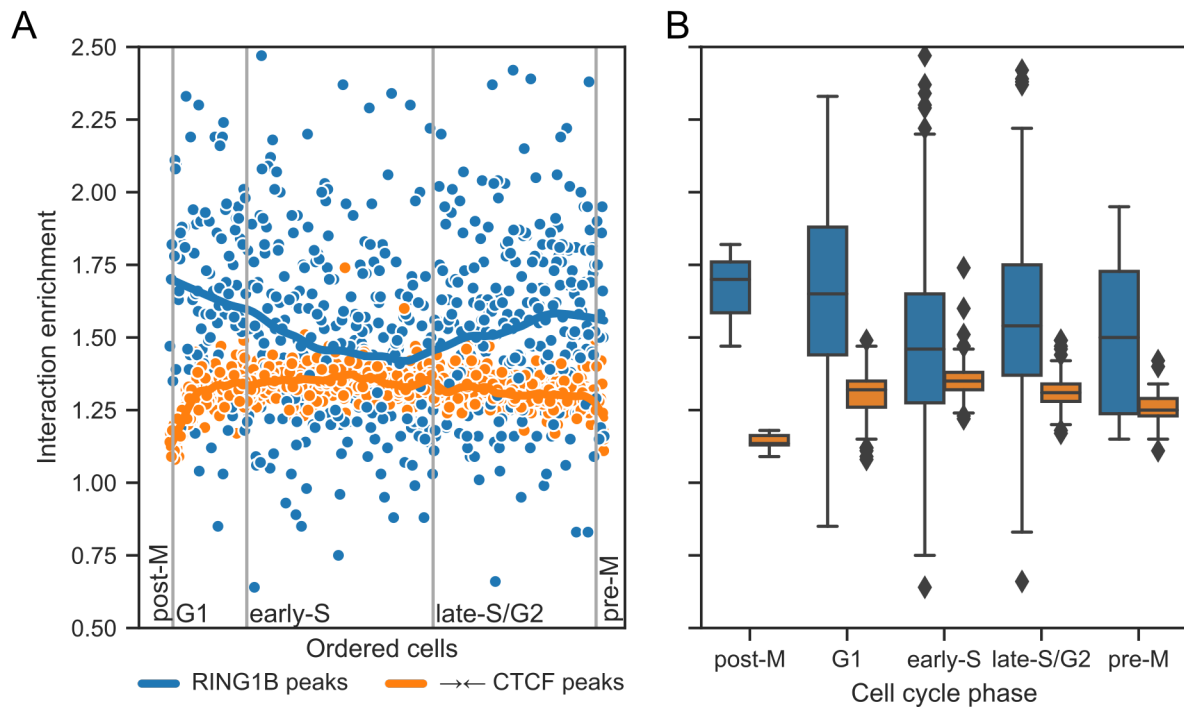 A
B
Interaction enrichment
2.50
2.25
2.00
1.75
1.50
1.25
1.00
0.75
0.50
post-M
G1
early-S
late-S/G2
pre-M
Ordered cells
RING1B peaks
→← CTCF peaks
post-M
G1
early-S
late-S/G2
pre-M
Cell cycle phase